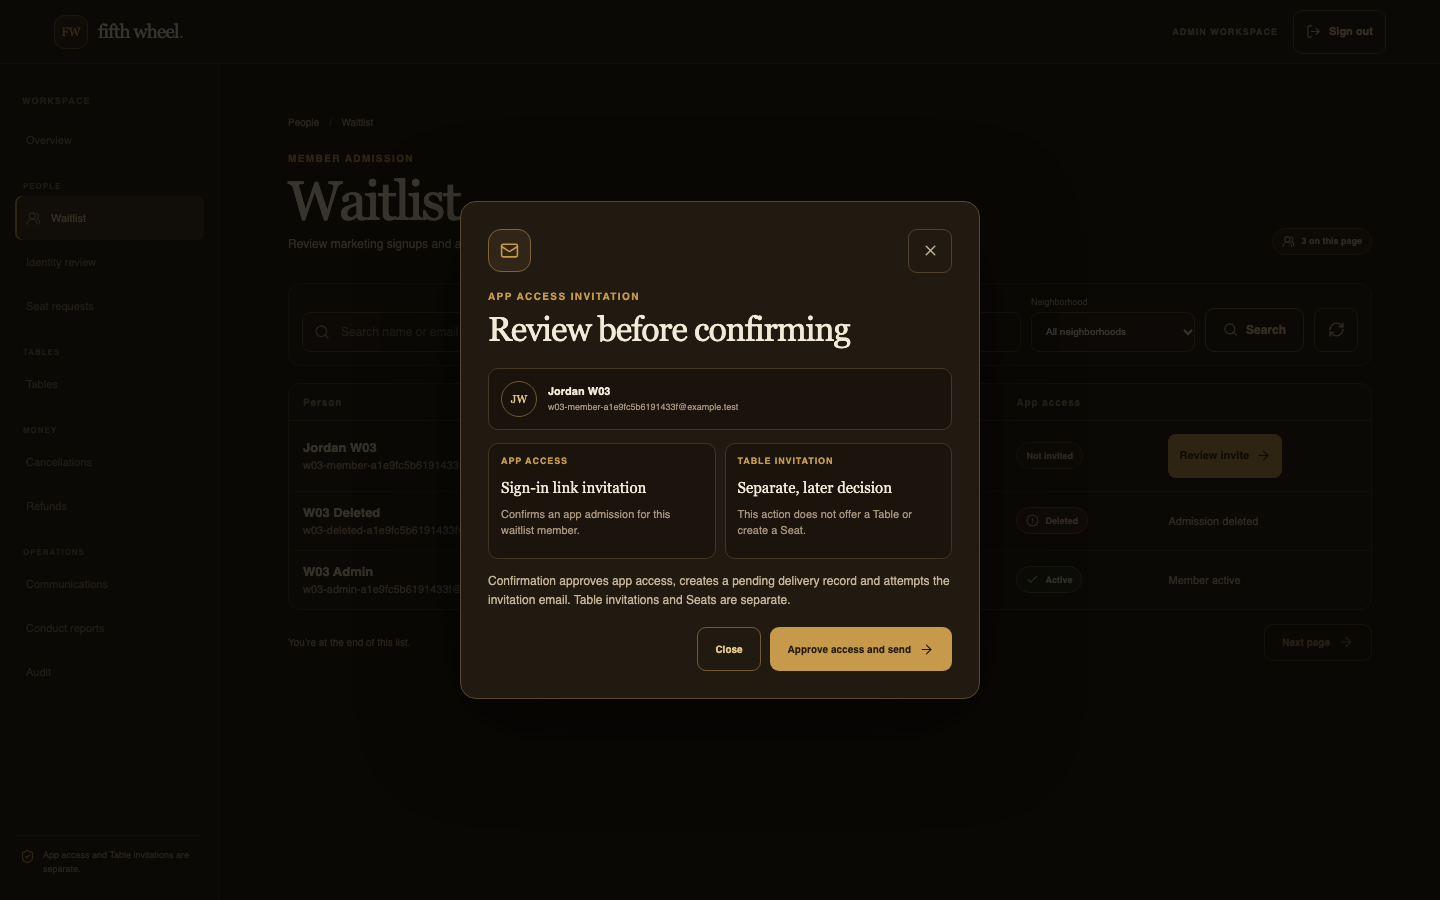 FW
fifth wheel.
ADMIN WORKSPACE
Sign out
WORKSPACE
Overview
PEOPLE
Waitlist
Identity review
Seat requests
TABLES
Tables
MONEY
Cancellations
Refunds
OPERATIONS
Communications
Conduct reports
Audit
App access and Table invitations are
separate.
People / Waitlist
MEMBER ADMISSION
Waitlist
Review marketing signups and a
3 on this page
Search name or email
Neighborhood
All neighborhoods
Search
Person
App access
Jordan W03
w03-member-a1e9fc5b6191433
Not invited
Review invite
W03 Deleted
w03-deleted-a1e9fc5b6191433f
Deleted
Admission deleted
W03 Admin
w03-admin-a1e9fc5b6191433f@
Active
Member active
You're at the end of this list.
Next page
APP ACCESS INVITATION
Review before confirming
JW
Jordan W03
w03-member-a1e9fc5b6191433f@example.test
APP ACCESS
Sign-in link invitation
Confirms an app admission for this
waitlist member.
TABLE INVITATION
Separate, later decision
This action does not offer a Table or
create a Seat.
Confirmation approves app access, creates a pending delivery record and attempts the
invitation email. Table invitations and Seats are separate.
Close
Approve access and send